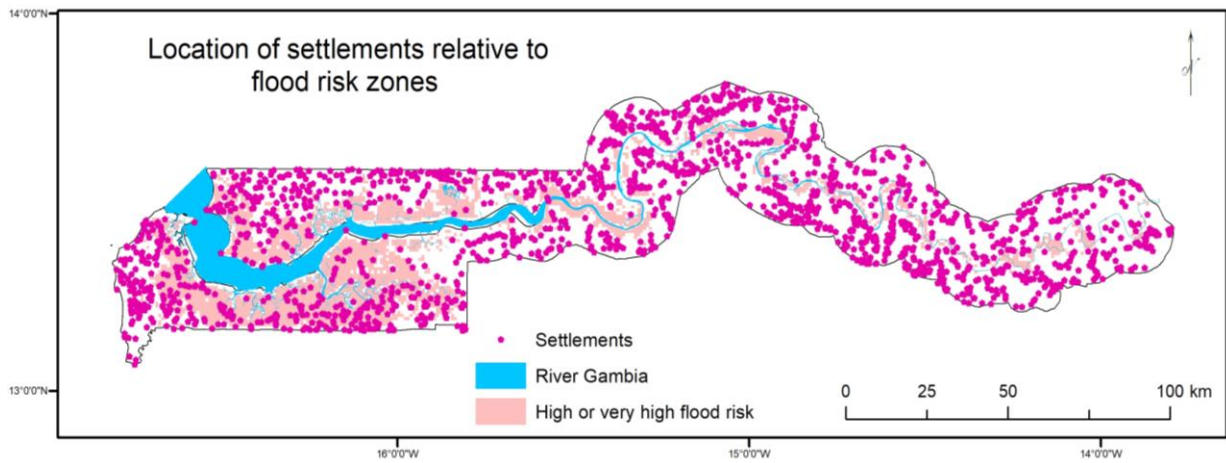 14°0'0"N
Location of settlements relative to
flood risk zones
N
Settlements
River Gambia
High or very high flood risk
0 25 50 100 km
13°0'0"N
16°0'0"W 15°0'0"W 14°0'0"W